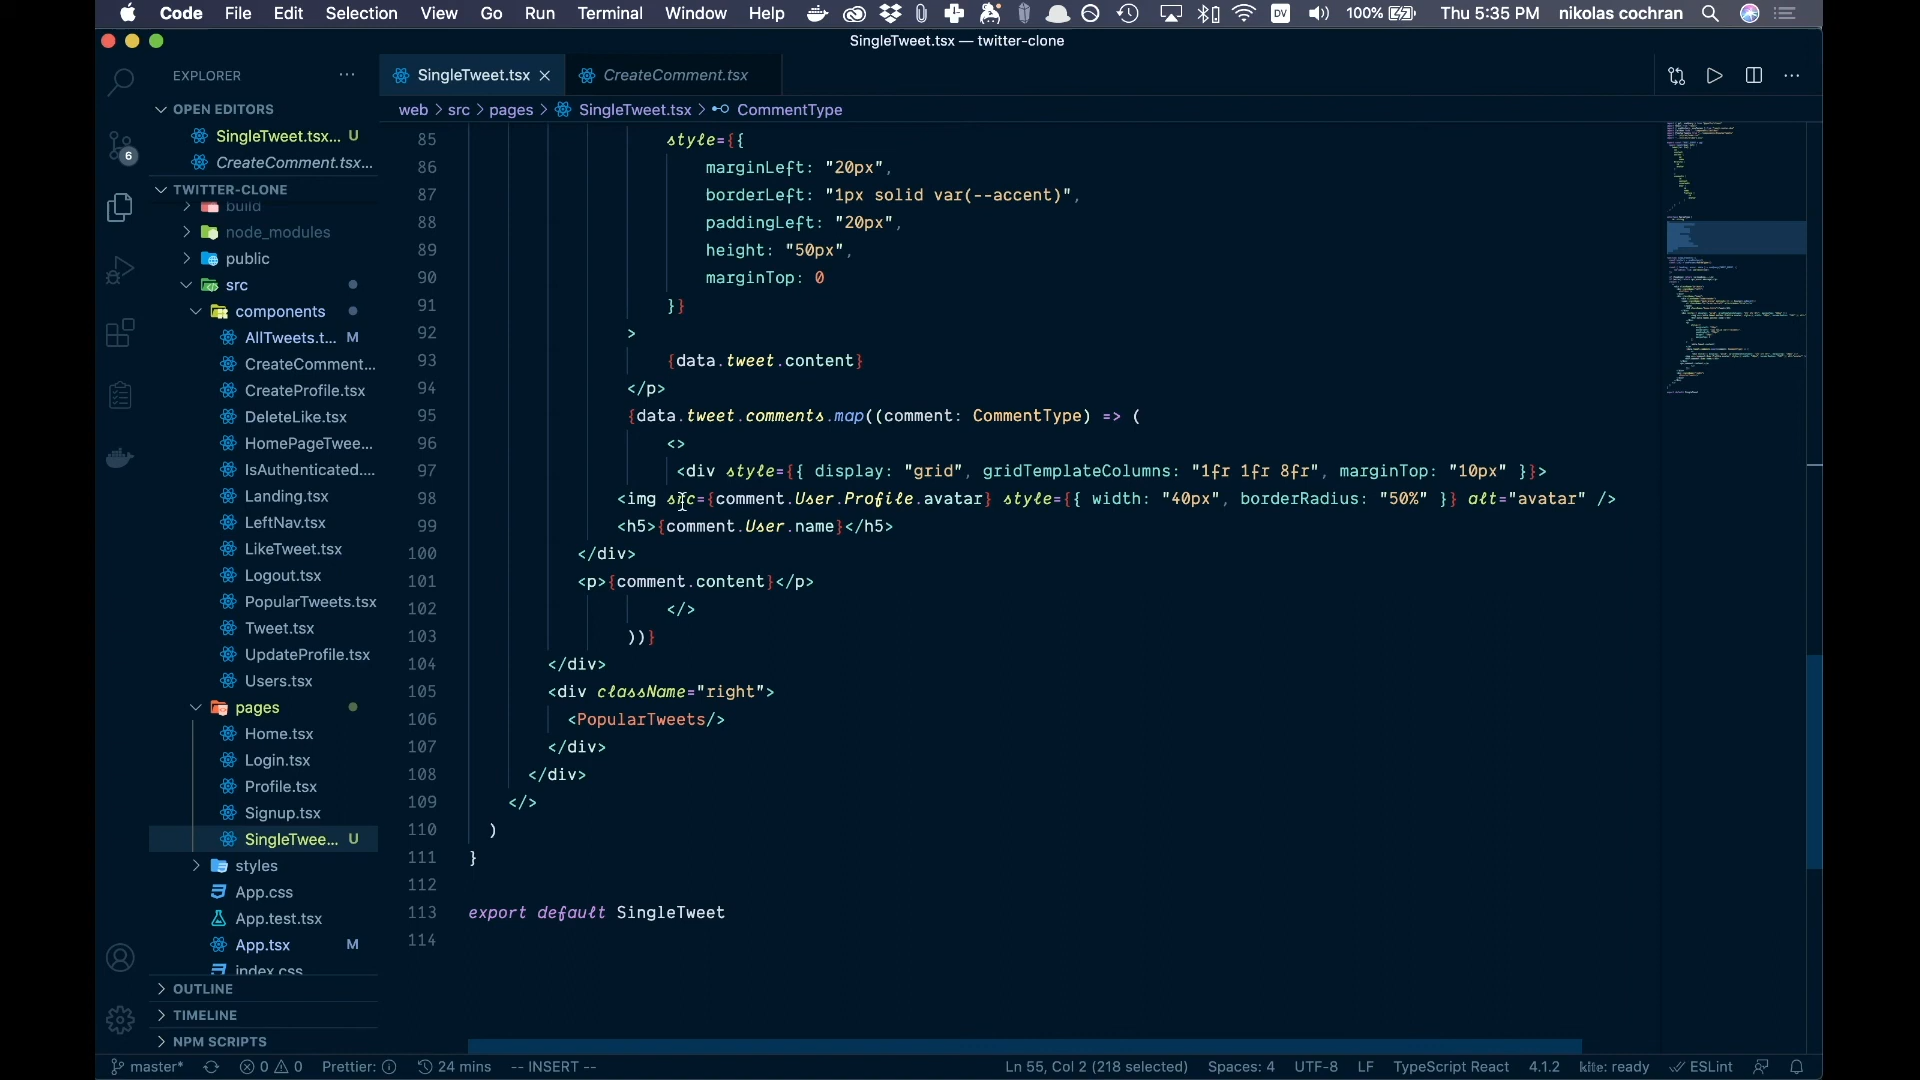 Code File Edit Selection View Go Run Terminal Window Help DV 100% Thu 5:35 PM nikolas cochran
SingleTweet.tsx — twitter-clone
EXPLORER ...
SingleTweet.tsx CreateComment.tsx
OPEN EDITORS
SingleTweet.tsx... U
CreateComment.tsx...
6
TWITTER-CLONE
build
node_modules
public
src
components
AllTweets.t... M
CreateComment...
CreateProfile.tsx
DeleteLike.tsx
HomePageTwee...
IsAuthenticated....
Landing.tsx
LeftNav.tsx
LikeTweet.tsx
Logout.tsx
PopularTweets.tsx
Tweet.tsx
UpdateProfile.tsx
Users.tsx
pages
Home.tsx
Login.tsx
Profile.tsx
Signup.tsx
SingleTwee... U
styles
App.css
App.test.tsx
App.tsx M
index.css
OUTLINE
TIMELINE
NPM SCRIPTS
web > src > pages > SingleTweet.tsx > CommentType
85 style={{
86 marginLeft: "20px",
87 borderLeft: "1px solid var(--accent)",
88 paddingLeft: "20px",
89 height: "50px",
90 marginTop: 0
91 }}
92 >
93 {data.tweet.content}
94 </p>
95 {data.tweet.comments.map((comment: CommentType) => (
96 <>
97 <div style={{ display: "grid", gridTemplateColumns: "1fr 1fr 8fr", marginTop: "10px" }}>
98 <img src={comment.User.Profile.avatar} style={{ width: "40px", borderRadius: "50%" }} alt="avatar" />
99 <h5>{comment.User.name}</h5>
100 </div>
101 <p>{comment.content}</p>
102 </>
103 ))}
104 </div>
105 <div className="right">
106 <PopularTweets/>
107 </div>
108 </div>
109 </>
110 )
111 }
112
113 export default SingleTweet
114
master* 0 0 Prettier: 24 mins -- INSERT -- Ln 55, Col 2 (218 selected) Spaces: 4 UTF-8 LF TypeScript React 4.1.2 kite: ready ESLint